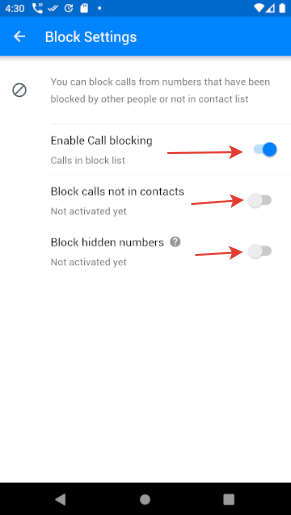 4:30
Block Settings
You can block calls from numbers that have been
blocked by other people or not in contact list
Enable Call blocking
Calls in block list
Block calls not in contacts
Not activated yet
Block hidden numbers ?
Not activated yet